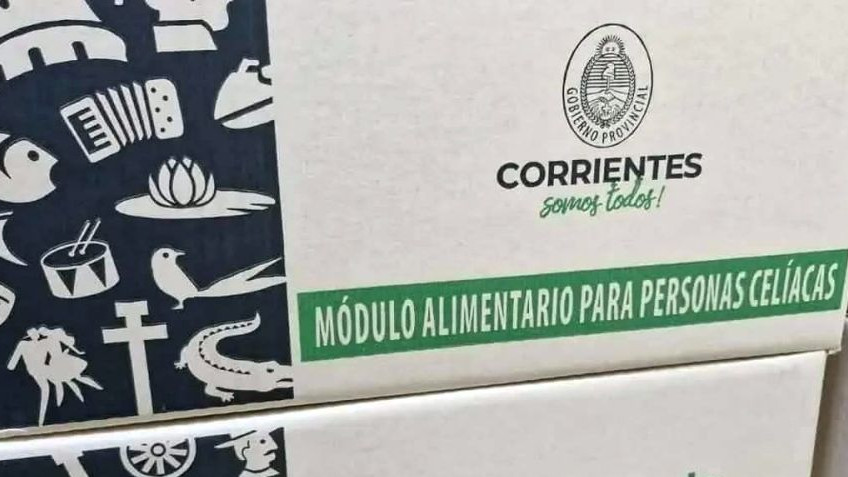 GOBIERNO PROVINCIAL
CORRIENTES
somos todos!
MÓDULO ALIMENTARIO PARA PERSONAS CELÍACAS